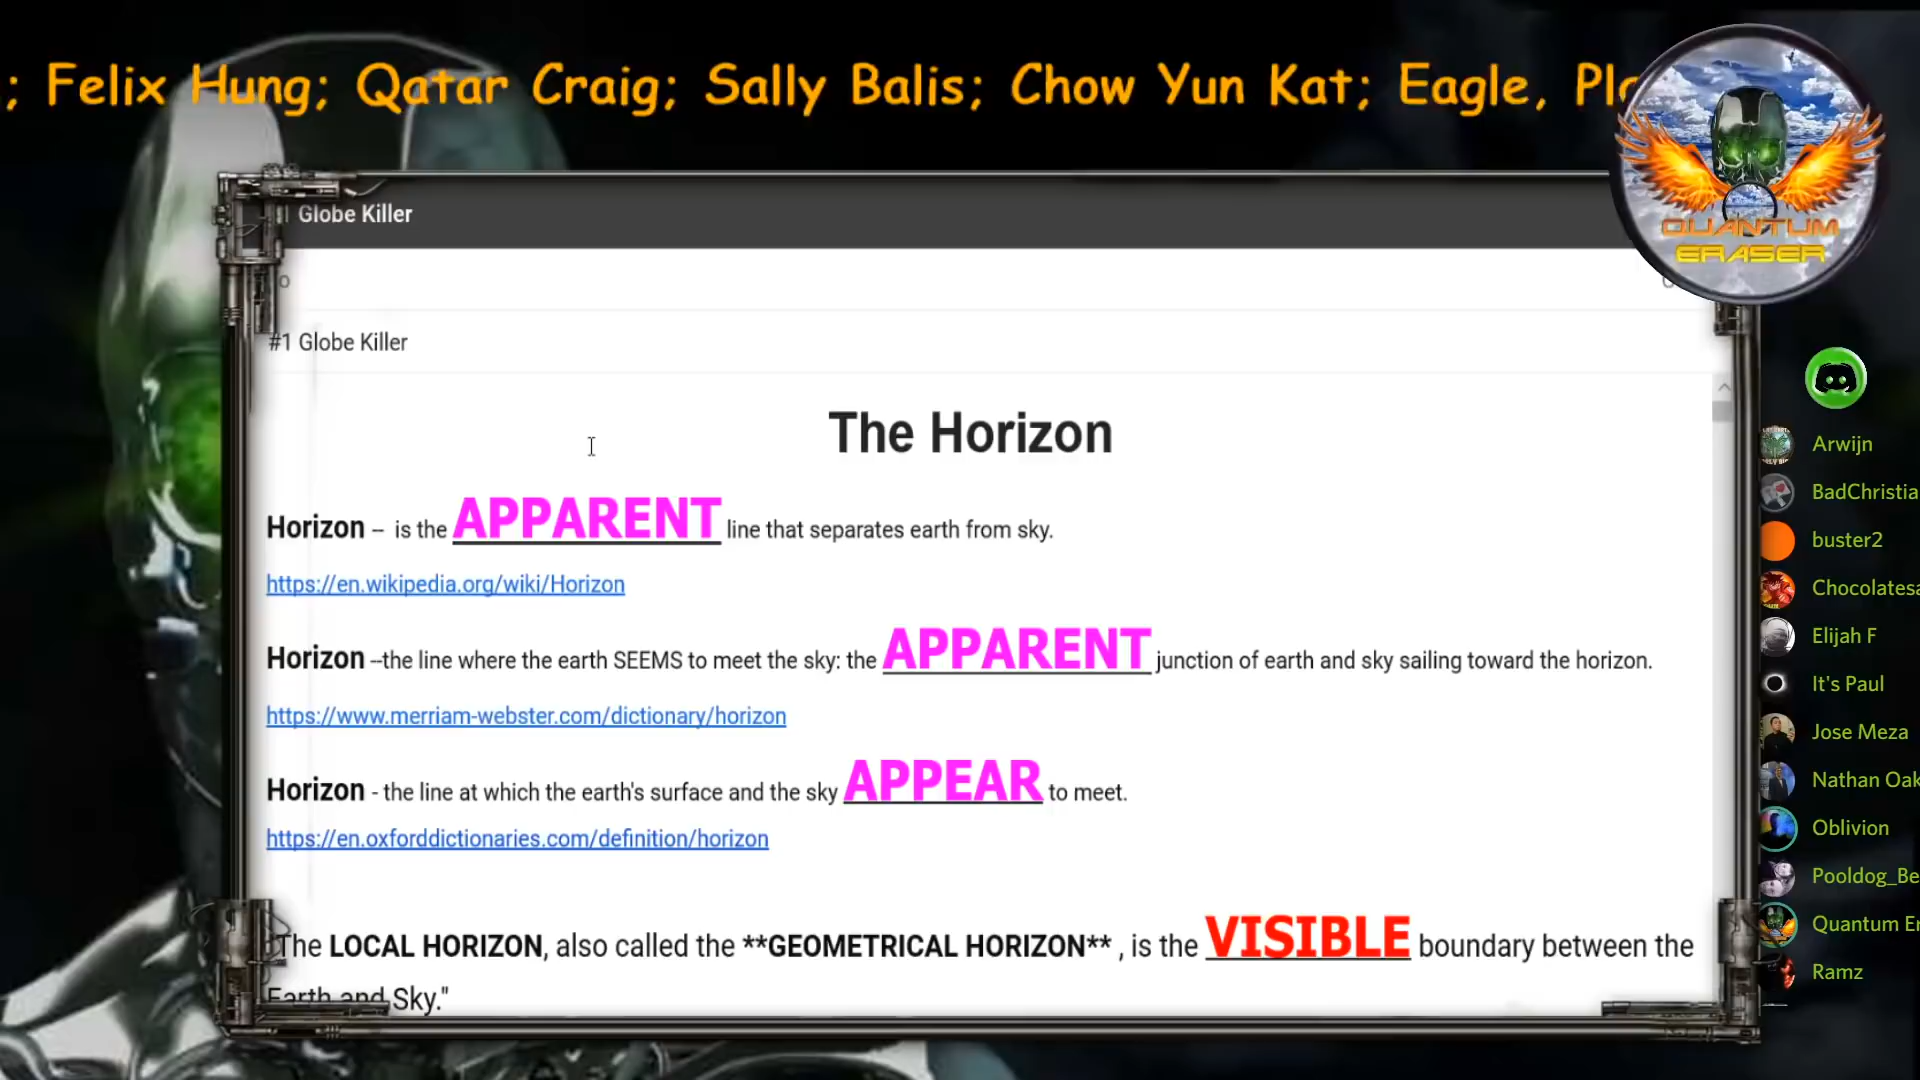 ; Felix Hung; Qatar Craig; Sally Balis; Chow Yun Kat; Eagle,
QUANTUM
ERASER
Globe Killer
#1 Globe Killer
The Horizon
Horizon – is the APPARENT line that separates earth from sky.
https://en.wikipedia.org/wiki/Horizon
Horizon –the line where the earth SEEMS to meet the sky: the APPARENT junction of earth and sky sailing toward the horizon.
https://www.merriam-webster.com/dictionary/horizon
Horizon - the line at which the earth's surface and the sky APPEAR to meet.
https://en.oxforddictionaries.com/definition/horizon
The LOCAL HORIZON, also called the **GEOMETRICAL HORIZON** , is the VISIBLE boundary between the
Earth and Sky."
Arwijn
BadChristia
buster2
Chocolatesa
Elijah F
It's Paul
Jose Meza
Nathan Oak
Oblivion
Pooldog_Be
Quantum Er
Ramz